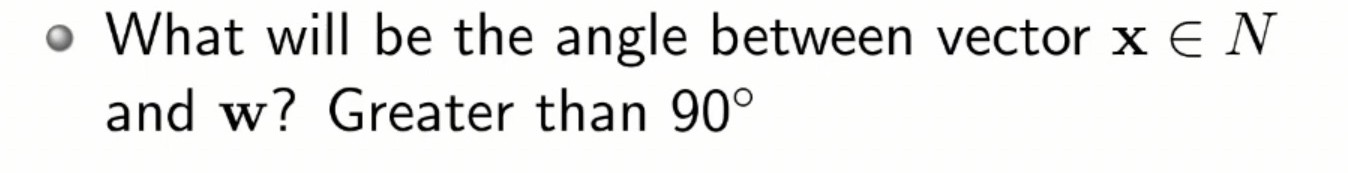 What will be the angle between vector x ∈ N
and w? Greater than 90°